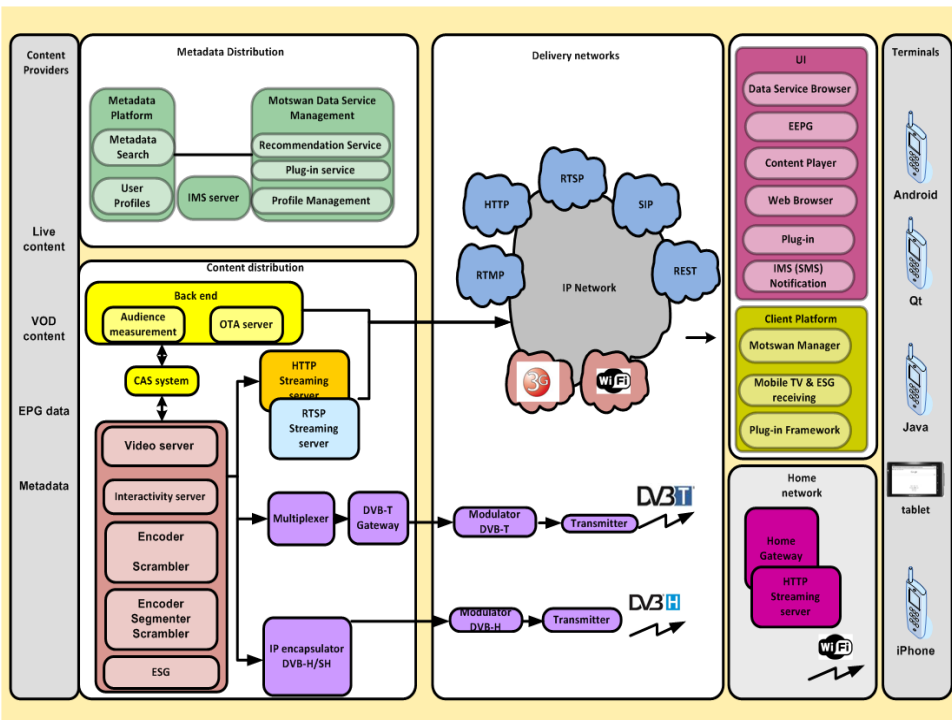 Content
Providers
Live
content
VOD
content
EPG data
Metadata
Metadata Distribution
Metadata
Platform
Metadata
Search
User
Profiles
IMS server
Motswan Data Service
Management
Recommendation Service
Plug-in service
Profile Management
Content distribution
Back end
Audience
measurement
OTA server
CAS system
HTTP
Streaming
server
RTSP
Streaming
server
Video server
Interactivity server
Encoder
Scrambler
Encoder
Segmenter
Scrambler
ESG
Multiplexer
DVB-T
Gateway
IP encapsulator
DVB-H/SH
Delivery networks
RTSP
HTTP
SIP
RTMP
REST
IP Network
3G
WiFi
Modulator
DVB-T
Transmitter
DVB T
Modulator
DVB-H
Transmitter
DVB H
UI
Data Service Browser
EEPG
Content Player
Web Browser
Plug-in
IMS (SMS)
Notification
Client Platform
Motswan Manager
Mobile TV & ESG
receiving
Plug-in Framework
Home
network
Home
Gateway
HTTP
Streaming
server
WiFi
Terminals
Android
Qt
Java
tablet
iPhone